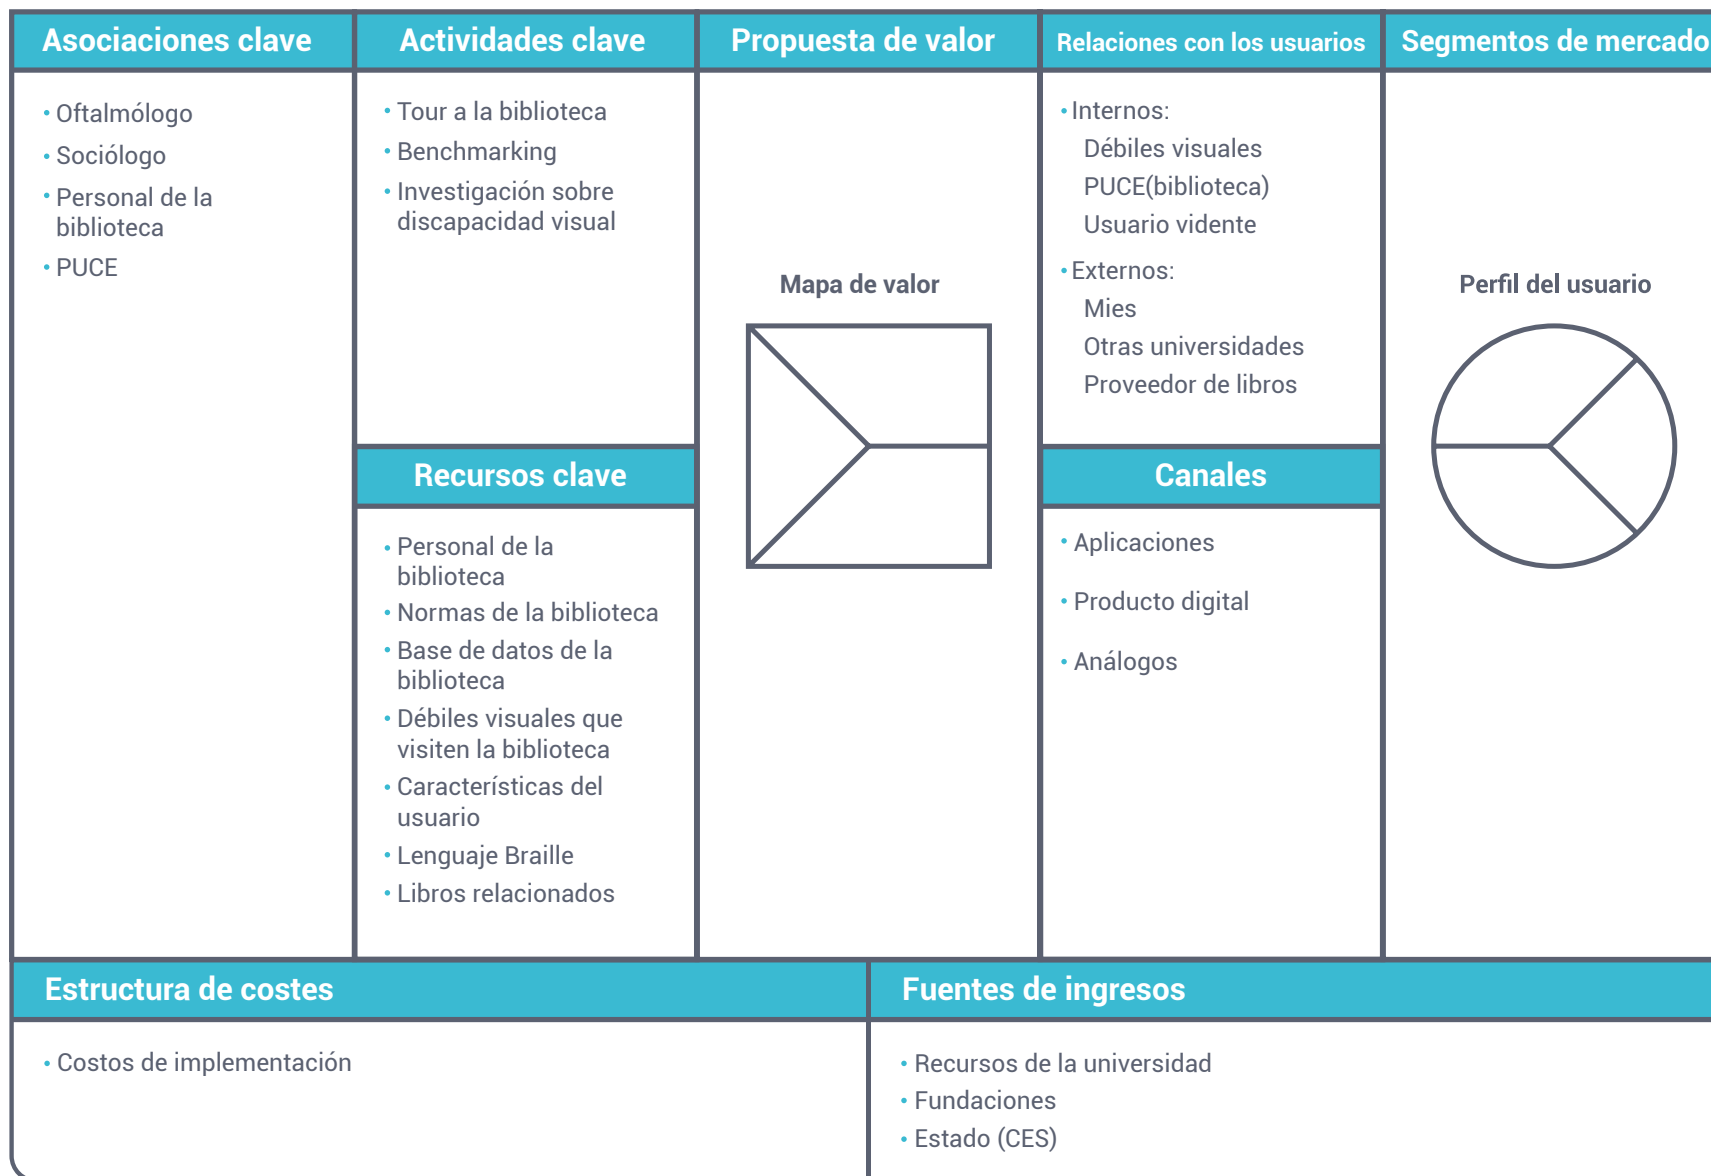 Asociaciones clave
Oftalmólogo
Sociólogo
Personal de la
biblioteca
PUCE
Actividades clave
Tour a la biblioteca
Benchmarking
Investigación sobre
discapacidad visual
Recursos clave
Personal de la
biblioteca
Normas de la biblioteca
Base de datos de la
biblioteca
Débiles visuales que
visiten la biblioteca
Características del
usuario
Lenguaje Braille
Libros relacionados
Propuesta de valor
Mapa de valor
Relaciones con los usuarios
Internos:
Débiles visuales
PUCE(biblioteca)
Usuario vidente
Externos:
Mies
Otras universidades
Proveedor de libros
Canales
Aplicaciones
Producto digital
Análogos
Segmentos de mercado
Perfil del usuario
Estructura de costes
Costos de implementación
Fuentes de ingresos
Recursos de la universidad
Fundaciones
Estado (CES)